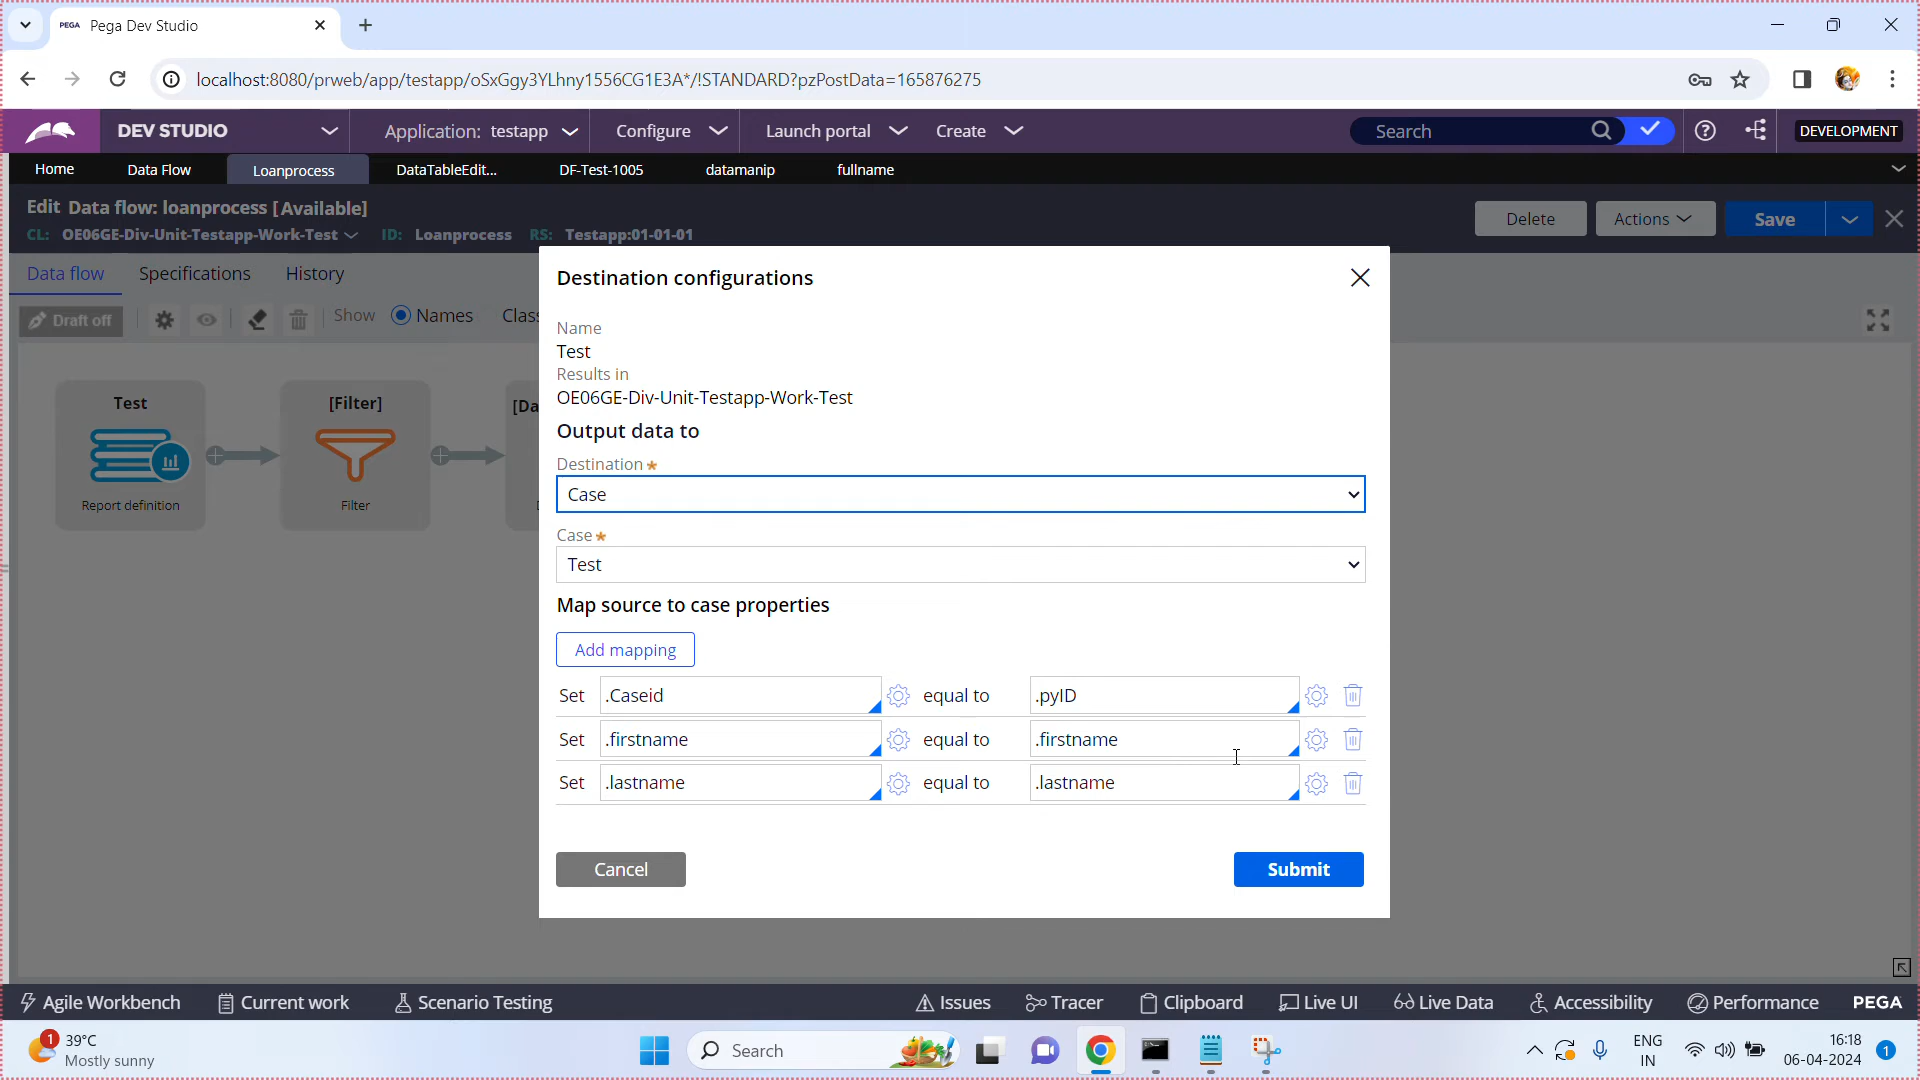 PEGA Pega Dev Studio
localhost:8080/prweb/app/testapp/oSxGgy3YLhny1556CG1E3A*/!STANDARD?pzPostData=165876275
DEV STUDIO Application: testapp Configure Launch portal Create Search DEVELOPMENT
Home Data Flow Loanprocess DataTableEdit... DF-Test-1005 datamanip fullname
Edit Data flow: loanprocess [Available]
CL: OE06GE-Div-Unit-Testapp-Work-Test ID: Loanprocess RS: Testapp:01-01-01
Delete Actions Save
Data flow Specifications History
Draft off Show Names Class
Test [Filter] [Da
Report definition Filter D
Destination configurations
Name
Test
Results in
OE06GE-Div-Unit-Testapp-Work-Test
Output data to
Destination
Case
Case
Test
Map source to case properties
Add mapping
Set .Caseid equal to .pyID
Set .firstname equal to .firstname
Set .lastname equal to .lastname
Cancel Submit
Agile Workbench Current work Scenario Testing Issues Tracer Clipboard Live UI Live Data Accessibility Performance PEGA
1 39°C
Mostly sunny
Search
ENG
IN
16:18
06-04-2024
1